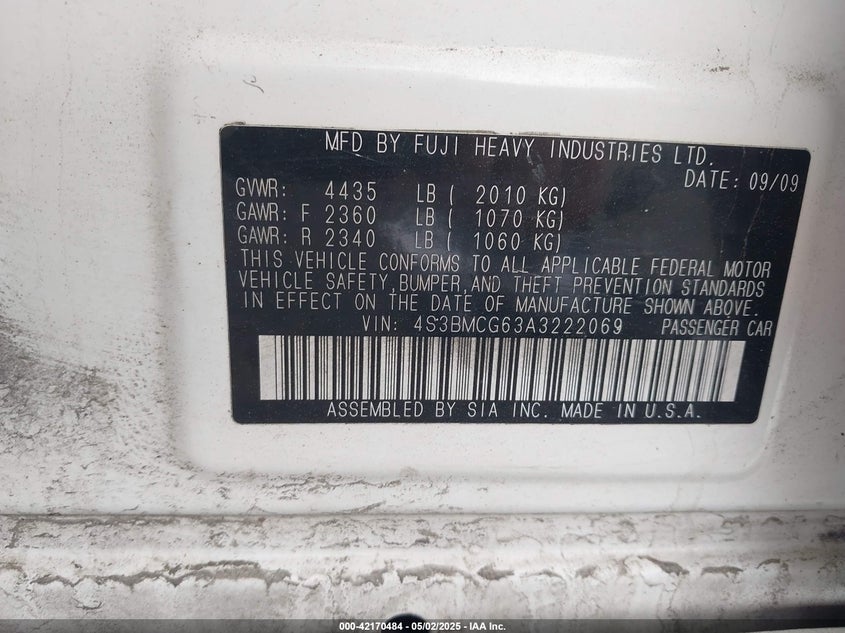 MFD BY FUJI HEAVY INDUSTRIES LTD.
DATE: 09/09
GVWR: 4435 LB ( 2010 KG)
GAWR: F 2360 LB ( 1070 KG)
GAWR: R 2340 LB ( 1060 KG)
THIS VEHICLE CONFORMS TO ALL APPLICABLE FEDERAL MOTOR
VEHICLE SAFETY, BUMPER, AND THEFT PREVENTION STANDARDS
IN EFFECT ON THE DATE OF MANUFACTURE SHOWN ABOVE.
VIN: 4S3BMCG63A3222069 PASSENGER CAR
ASSEMBLED BY SIA INC. MADE IN U.S.A.
000-42170484 - 05/02/2025 - IAA Inc.